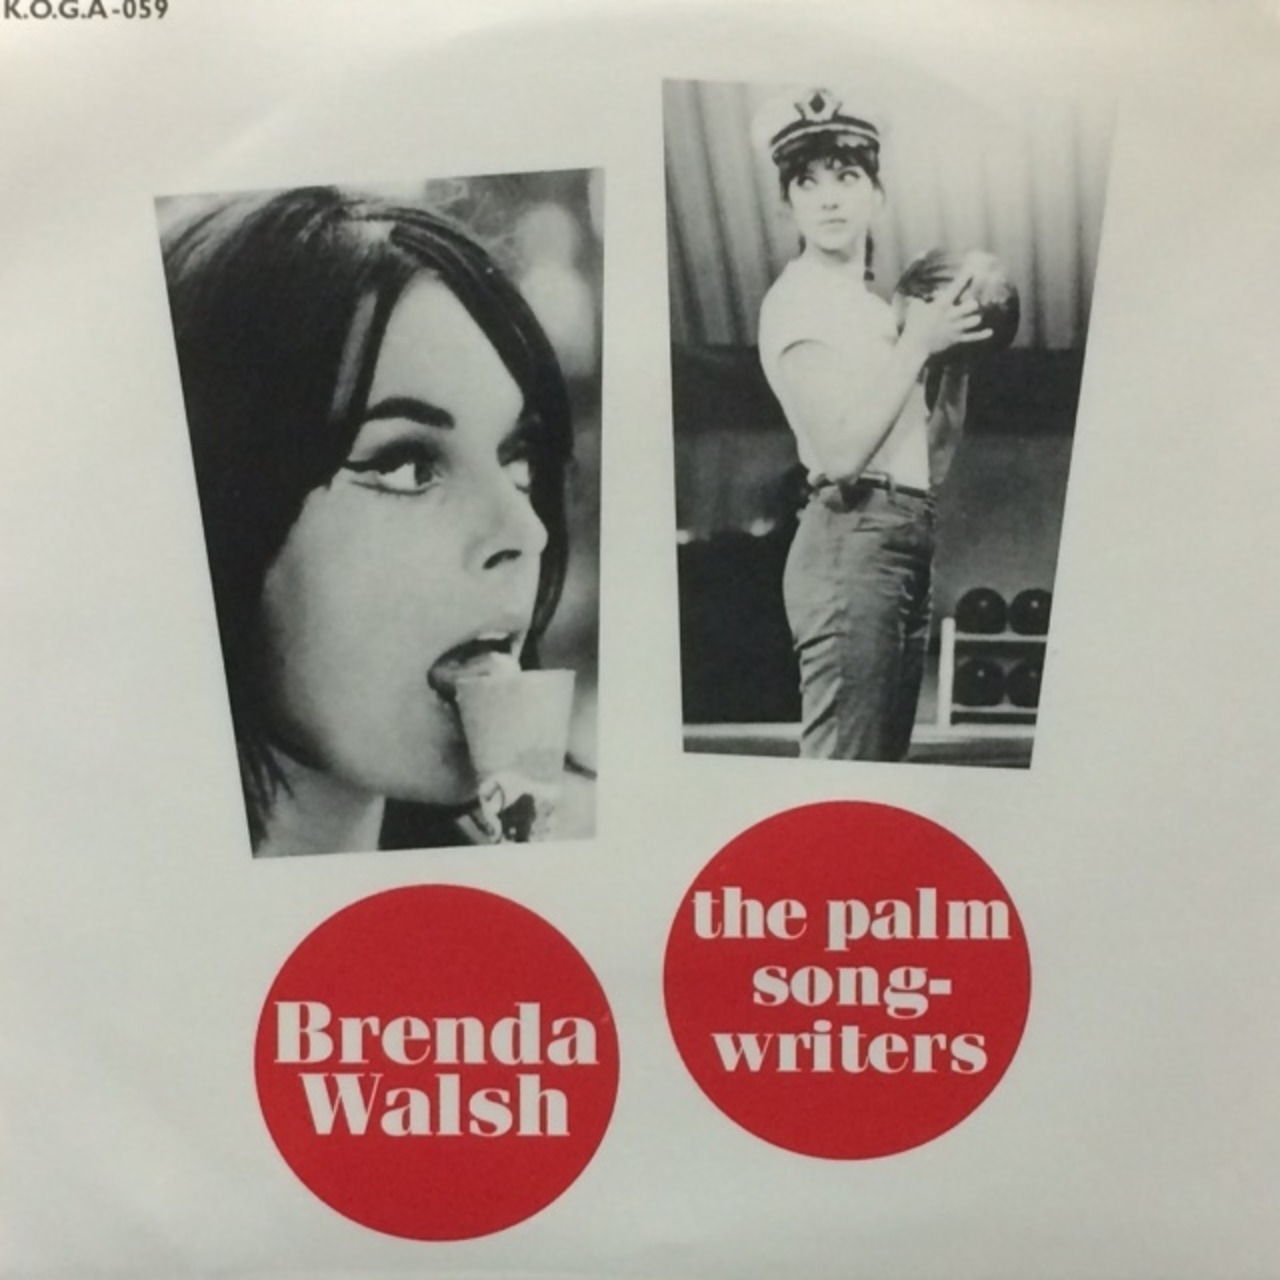 K.O.G.A-059
Brenda
Walsh
the palm
song-
writers